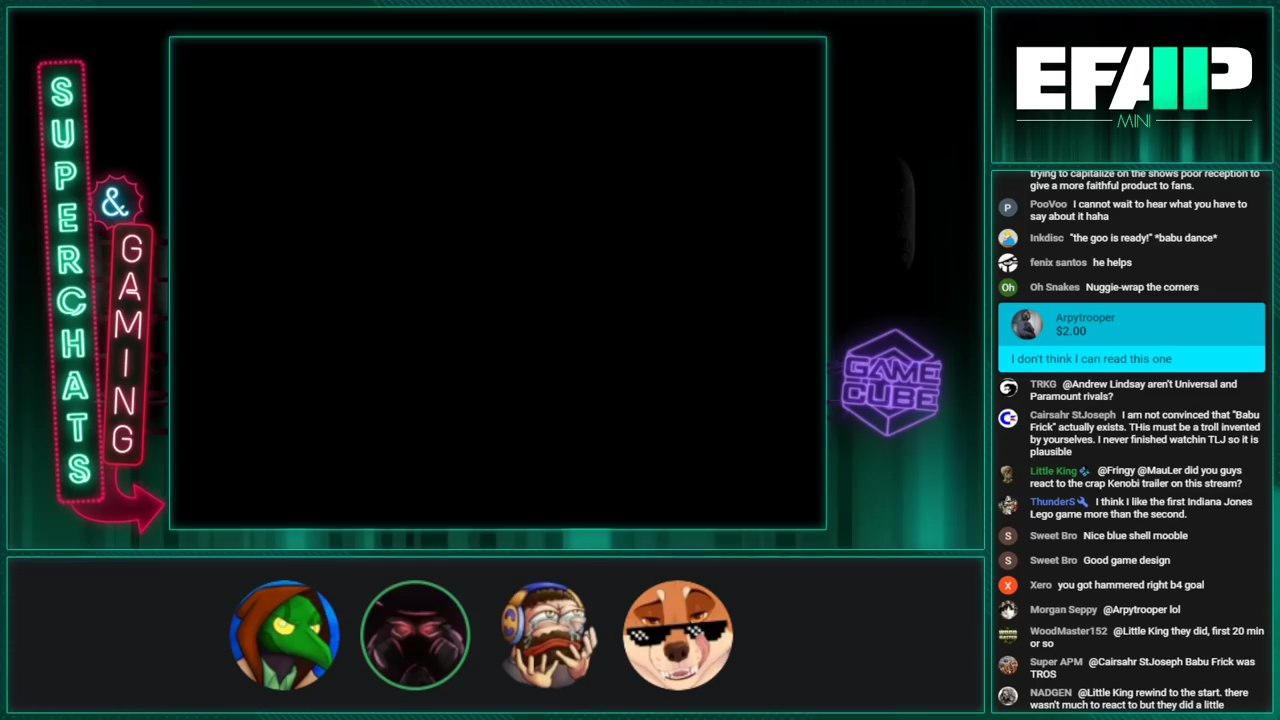 SUPERCHATS
&
GAMING
GAME
CUBE
EFAP
MINI
trying to capitalize on the shows poor reception to
give a more faithful product to fans.
P PooVoo I cannot wait to hear what you have to
say about it haha
Inkdisc "the goo is ready!" *babu dance*
fenix santos he helps
Oh Oh Snakes Nuggie-wrap the corners
Arpytrooper
$2.00
I don't think I can read this one
TRKG @Andrew Lindsay aren't Universal and
Paramount rivals?
Cairsahr StJoseph I am not convinced that "Babu
Frick" actually exists. THis must be a troll invented
by yourselves. I never finished watchin TLJ so it is
plausible
Little King @Fringy @MauLer did you guys
react to the crap Kenobi trailer on this stream?
ThunderS I think I like the first Indiana Jones
Lego game more than the second.
S Sweet Bro Nice blue shell mooble
S Sweet Bro Good game design
X Xero you got hammered right b4 goal
Morgan Seppy @Arpytrooper lol
WoodMaster152 @Little King they did, first 20 min
or so
Super APM @Cairsahr StJoseph Babu Frick was
TROS
NADGEN @Little King rewind to the start. there
wasn't much to react to but they did a little